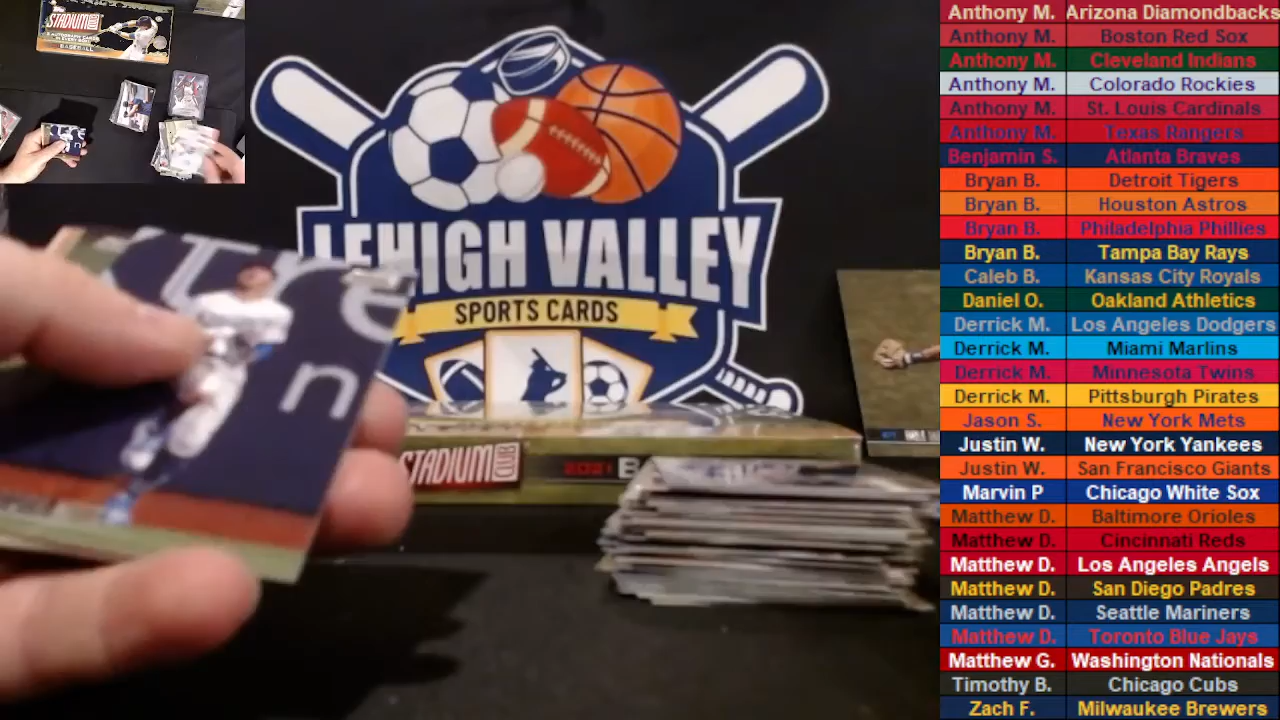 Topps
STADIUM CLUB
BASEBALL
LEHIGH VALLEY
SPORTS CARDS
STADIUM CLUB
2021 B
Anthony M. Arizona Diamondbacks
Anthony M. Boston Red Sox
Anthony M. Cleveland Indians
Anthony M. Colorado Rockies
Anthony M. St. Louis Cardinals
Anthony M. Texas Rangers
Benjamin S. Atlanta Braves
Bryan B. Detroit Tigers
Bryan B. Houston Astros
Bryan B. Philadelphia Phillies
Bryan B. Tampa Bay Rays
Caleb B. Kansas City Royals
Daniel O. Oakland Athletics
Derrick M. Los Angeles Dodgers
Derrick M. Miami Marlins
Derrick M. Minnesota Twins
Derrick M. Pittsburgh Pirates
Jason S. New York Mets
Justin W. New York Yankees
Justin W. San Francisco Giants
Marvin P Chicago White Sox
Matthew D. Baltimore Orioles
Matthew D. Cincinnati Reds
Matthew D. Los Angeles Angels
Matthew D. San Diego Padres
Matthew D. Seattle Mariners
Matthew D. Toronto Blue Jays
Matthew G. Washington Nationals
Timothy B. Chicago Cubs
Zach F. Milwaukee Brewers